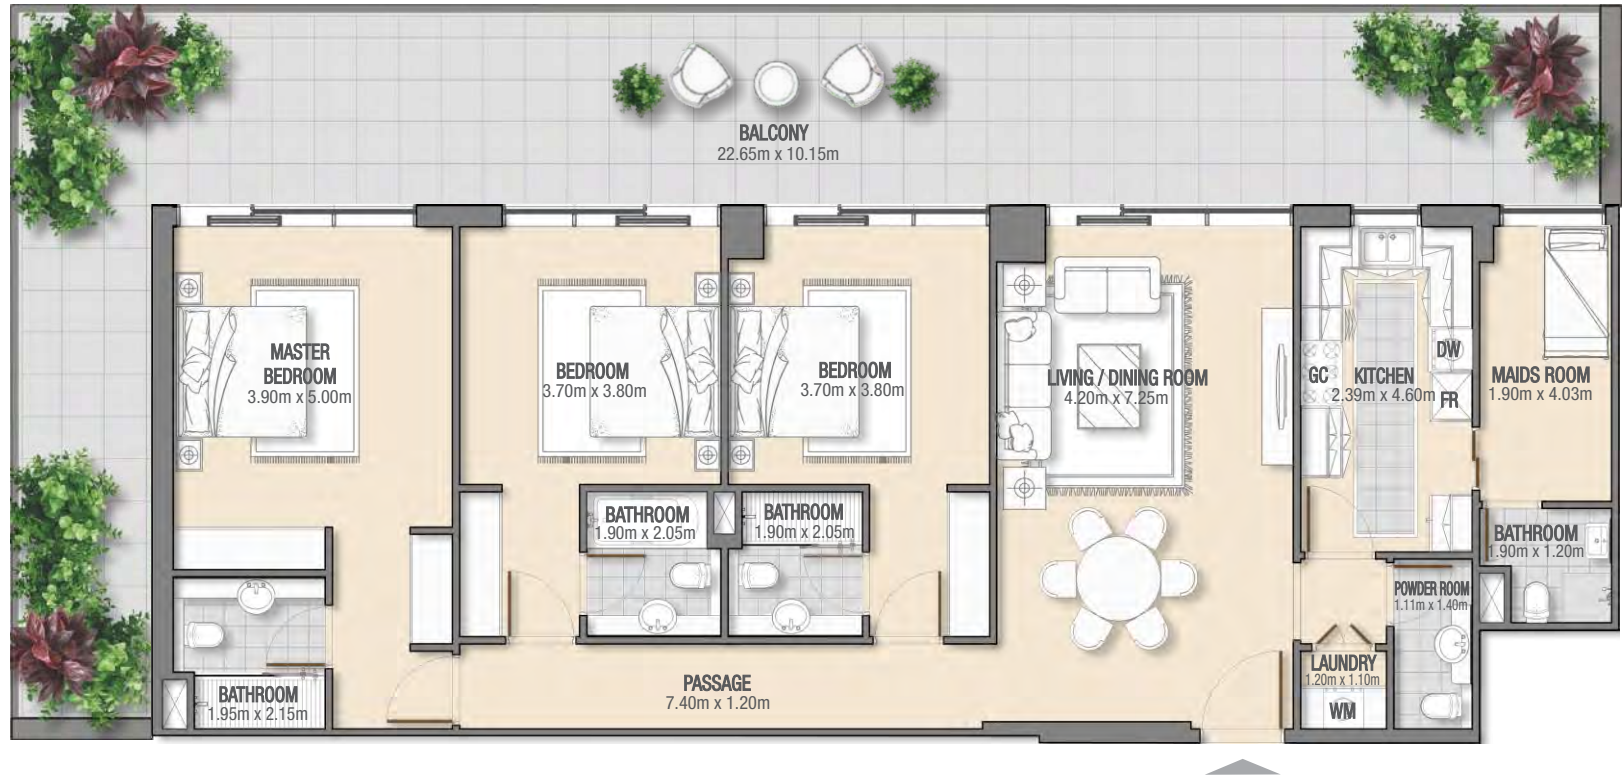 BALCONY
22.65m x 10.15m
MASTER
BEDROOM
3.90m x 5.00m
BEDROOM
3.70m x 3.80m
BEDROOM
3.70m x 3.80m
LIVING / DINING ROOM
4.20m x 7.25m
GC
KITCHEN
2.39m x 4.60m
DW
FR
MAIDS ROOM
1.90m x 4.03m
BATHROOM
1.90m x 2.05m
BATHROOM
1.90m x 2.05m
BATHROOM
1.90m x 1.20m
POWDER ROOM
1.11m x 1.40m
BATHROOM
1.95m x 2.15m
PASSAGE
7.40m x 1.20m
LAUNDRY
1.20m x 1.10m
WM